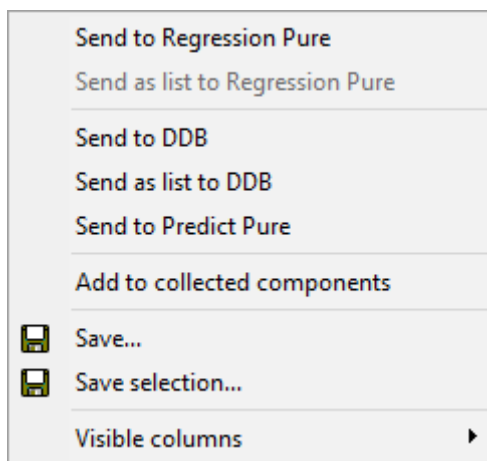 Send to Regression Pure
Send as list to Regression Pure
Send to DDB
Send as list to DDB
Send to Predict Pure
Add to collected components
Save...
Save selection...
Visible columns